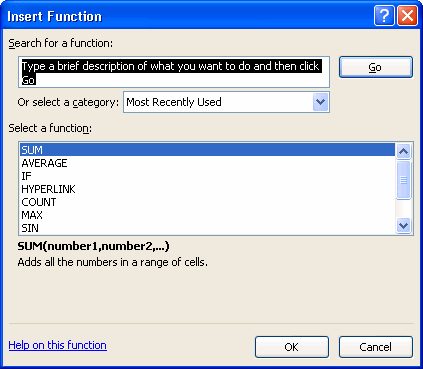 Insert Function
Search for a function:
Type a brief description of what you want to do and then click
Go
Go
Or select a category: Most Recently Used
Select a function:
SUM
AVERAGE
IF
HYPERLINK
COUNT
MAX
SIN
SUM(number1,number2,...)
Adds all the numbers in a range of cells.
Help on this function
OK
Cancel